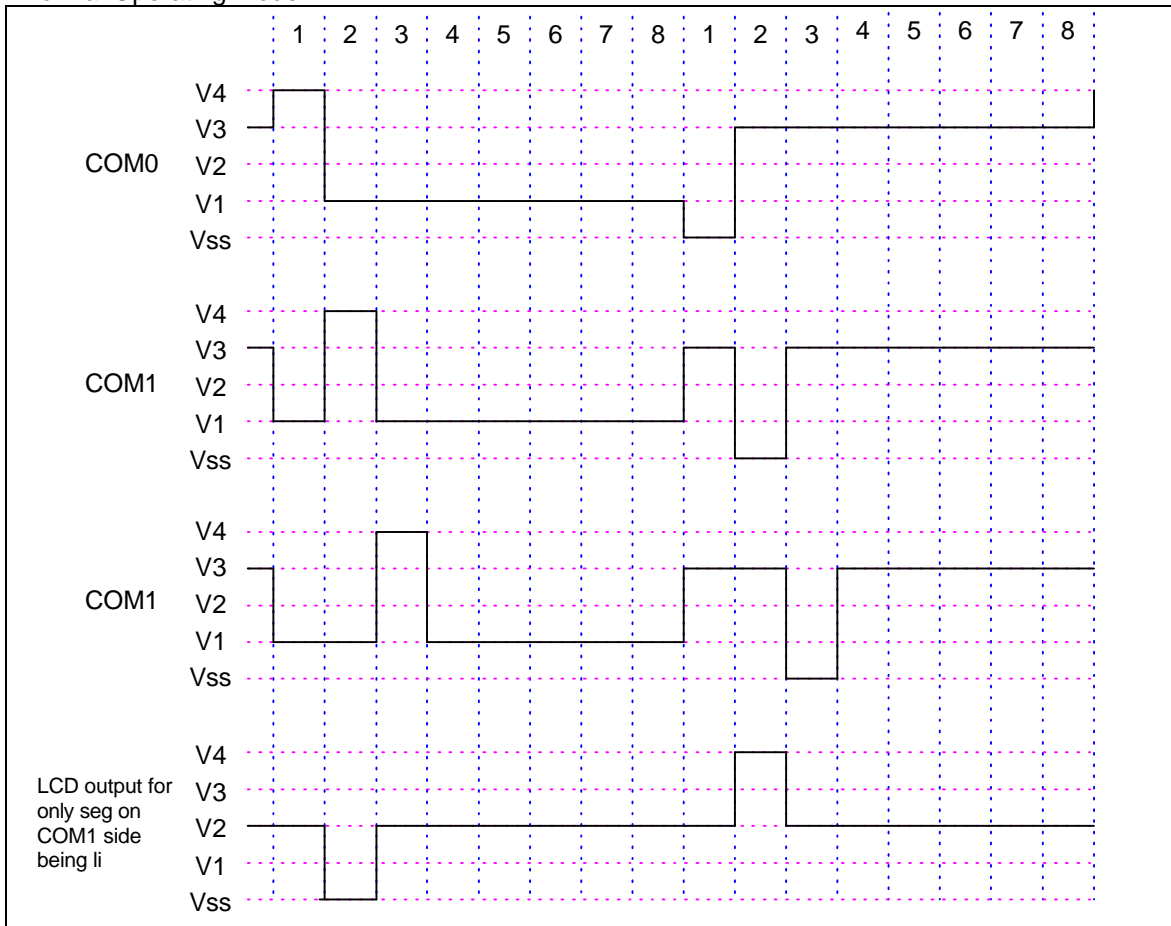 1 2 3 4 5 6 7 8 1 2 3 4 5 6 7 8
V4
V3
COM0 V2
V1
Vss
V4
V3
COM1 V2
V1
Vss
V4
V3
COM1 V2
V1
Vss
V4
LCD output for
V3
only seg on
COM1 side
V2
being li
V1
Vss